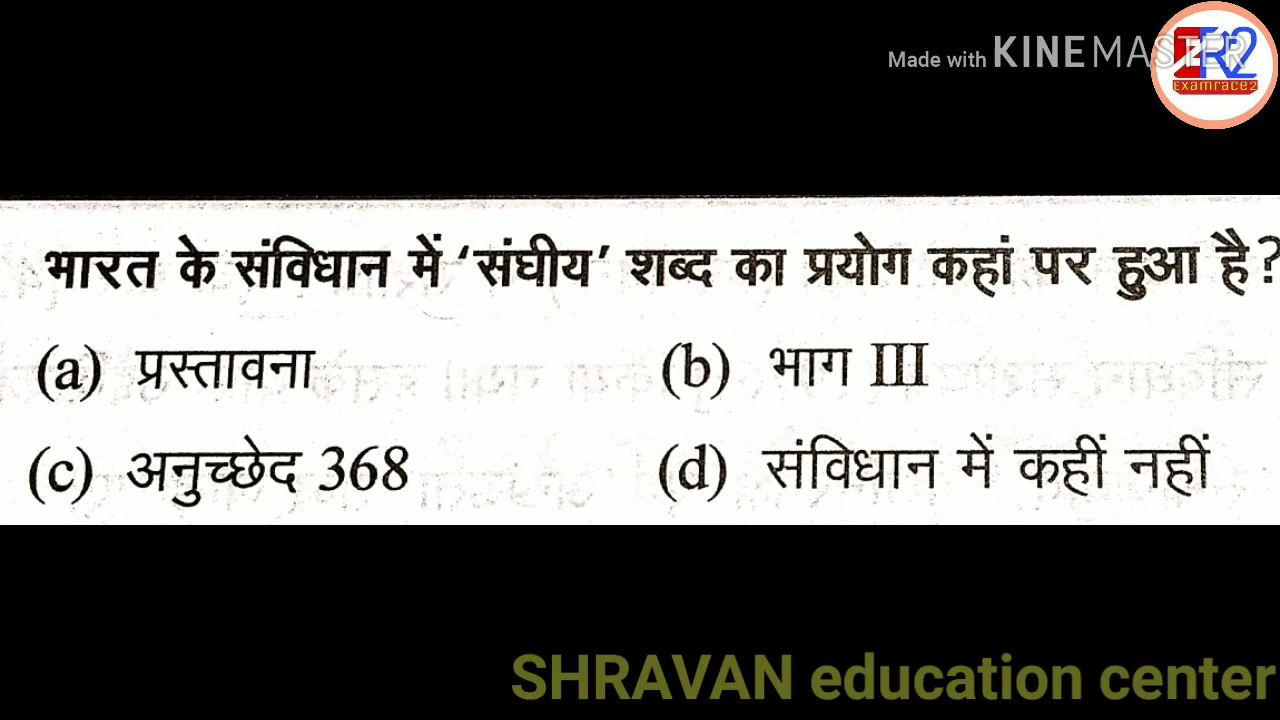 Made with KINEMASTER
ER2
Examrace2
भारत के संविधान में ‘संघीय’ शब्द का प्रयोग कहां पर हुआ है?
(a) प्रस्तावना (b) भाग III
(c) अनुच्छेद 368 (d) संविधान में कहीं नहीं
SHRAVAN education center